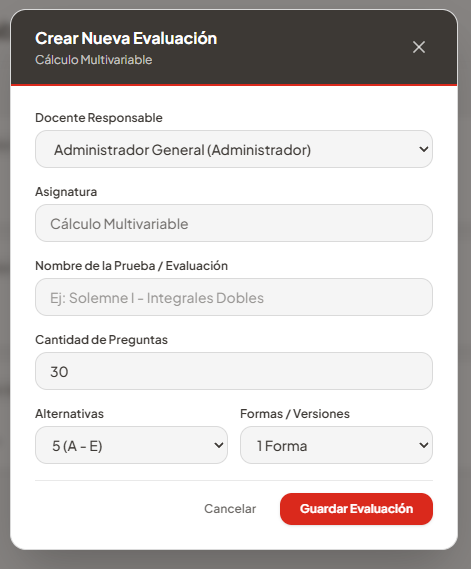 Crear Nueva Evaluación
Cálculo Multivariable
Docente Responsable
Administrador General (Administrador)
Asignatura
Cálculo Multivariable
Nombre de la Prueba / Evaluación
Ej: Solemne I - Integrales Dobles
Cantidad de Preguntas
30
Alternativas
Formas / Versiones
5 (A - E)
1 Forma
Cancelar
Guardar Evaluación